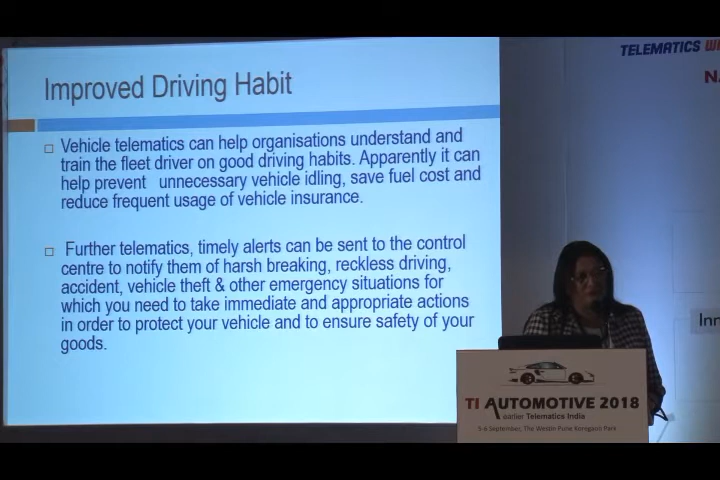 Improved Driving Habit
Vehicle telematics can help organisations understand and
train the fleet driver on good driving habits. Apparently it can
help prevent unnecessary vehicle idling, save fuel cost and
reduce frequent usage of vehicle insurance.
Further telematics, timely alerts can be sent to the control
centre to notify them of harsh breaking, reckless driving,
accident, vehicle theft & other emergency situations for
which you need to take immediate and appropriate actions
in order to protect your vehicle and to ensure safety of your
goods.
TELEMATICS
TI AUTOMOTIVE 2018
earlier Telematics India
5-6 September, The Westin Pune Koregaon Park